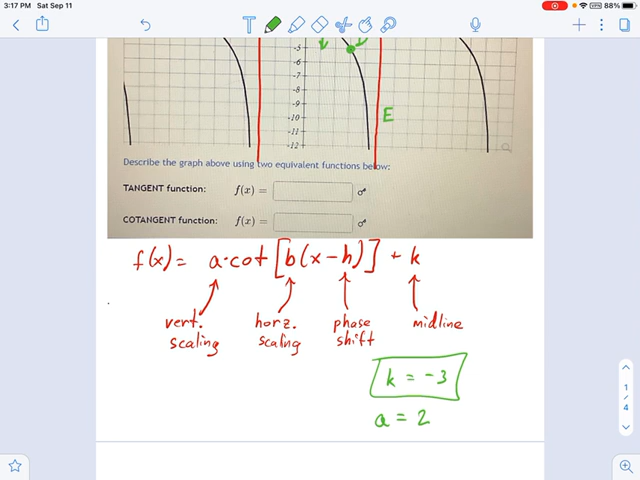 3:17 PM Sat Sep 11
88%
T
-5
-6
-7
-8
-9
-10
-11
-12
E
Describe the graph above using two equivalent functions below:
TANGENT function: f(x) =
COTANGENT function: f(x) =
f(x) = a·cot [b(x-h)] + k
vert. scaling
horz. scaling
phase shift
midline
k = -3
a = 2
1
/
4